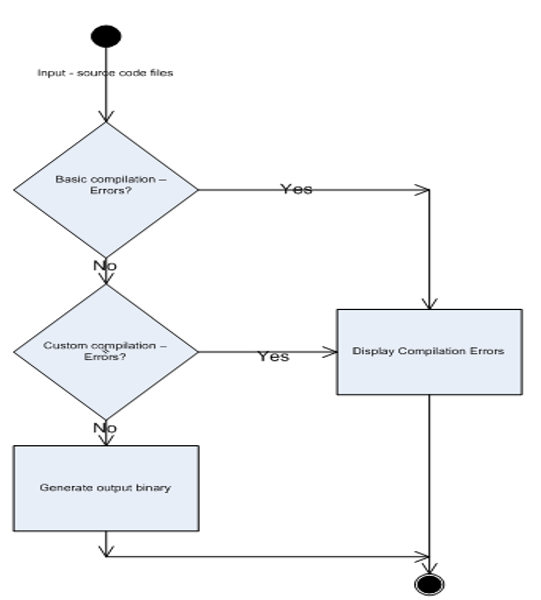 Input - source code files
Basic compilation –
Errors?
Yes
No
Custom compilation –
Errors?
Yes
Display Compilation Errors
No
Generate output binary